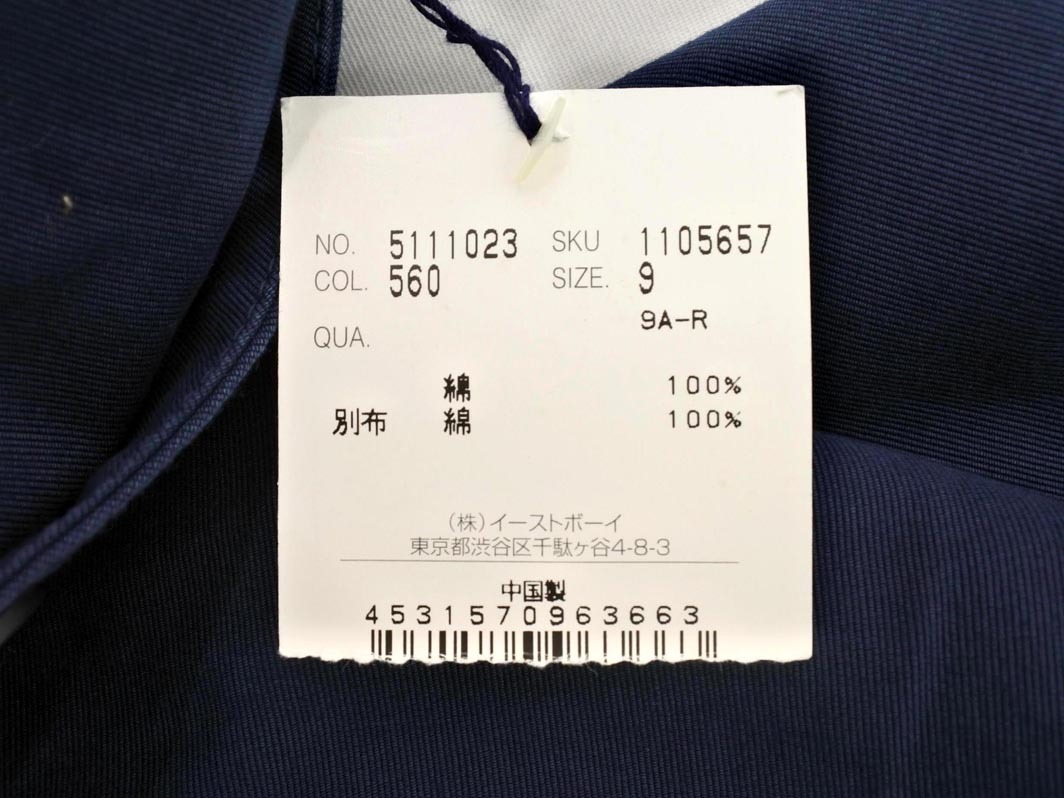 NO. 5111023 SKU 1105657
COL. 560 SIZE. 9
9A-R
QUA.
綿 100%
別布 綿 100%
(株)イーストボーイ
東京都渋谷区千駄ヶ谷4-8-3
中国製
4531570963663